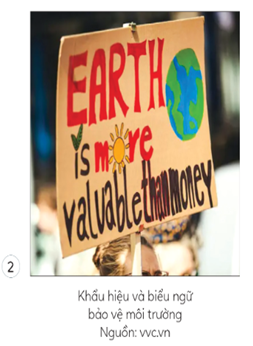 EARTH
is more
valuable than money
2
Khẩu hiệu và biểu ngữ
bảo vệ môi trường
Nguồn: vvc.vn